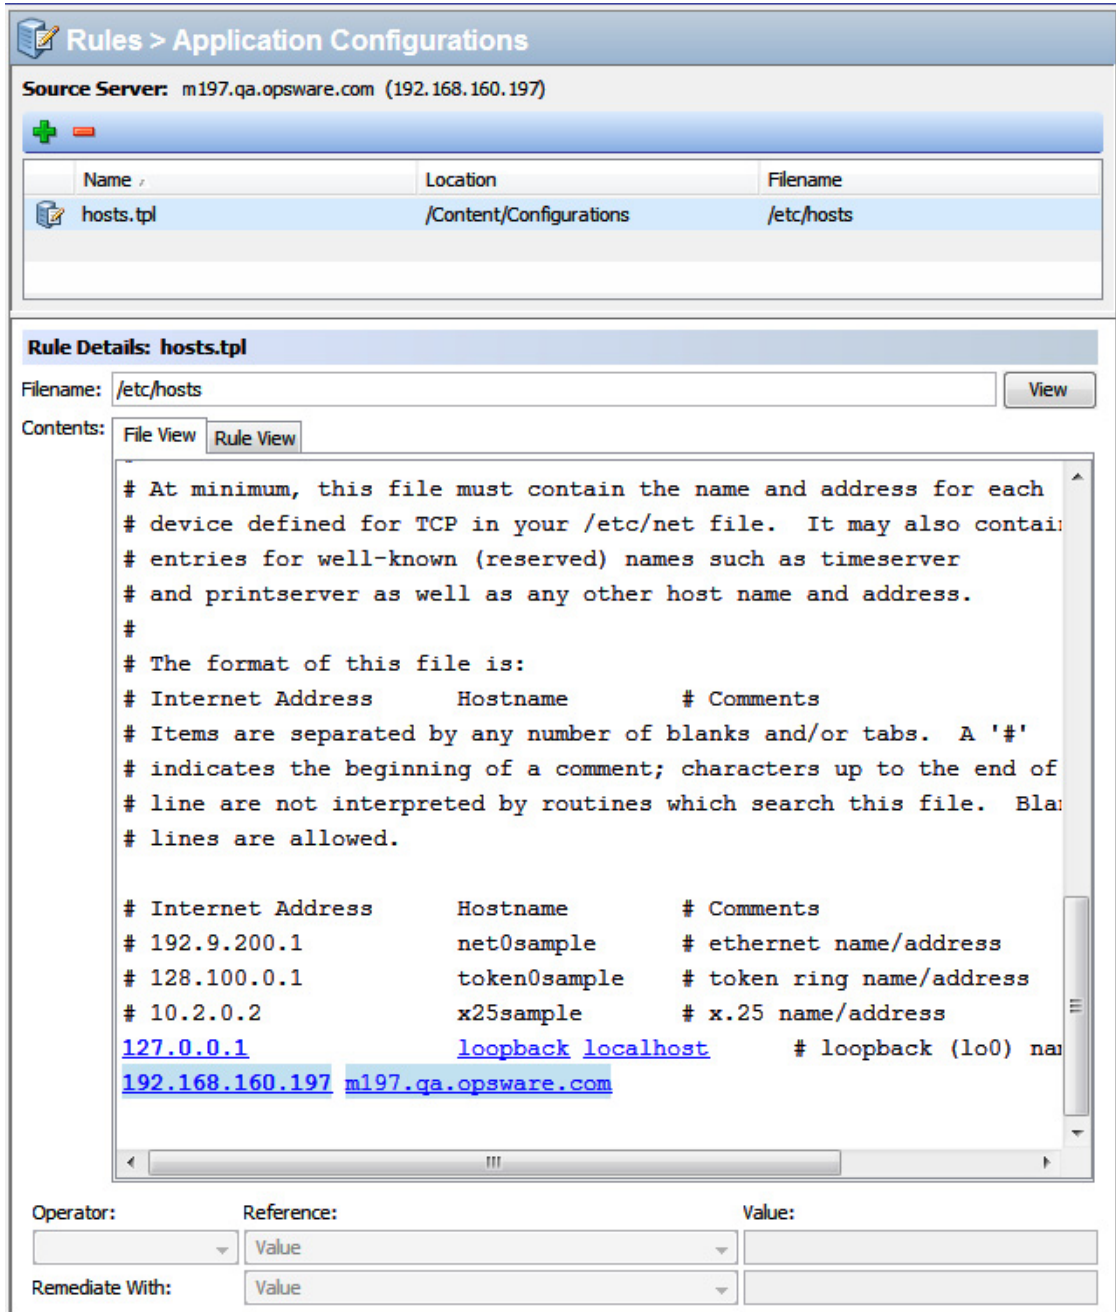 Rules > Application Configurations
Source Server: m197.qa.opsware.com (192.168.160.197)
Name Location Filename
hosts.tpl /Content/Configurations /etc/hosts
Rule Details: hosts.tpl
Filename: /etc/hosts View
Contents: File View Rule View
# At minimum, this file must contain the name and address for each
# device defined for TCP in your /etc/net file. It may also contai
# entries for well-known (reserved) names such as timeserver
# and printserver as well as any other host name and address.
#
# The format of this file is:
# Internet Address Hostname # Comments
# Items are separated by any number of blanks and/or tabs. A '#'
# indicates the beginning of a comment; characters up to the end of
# line are not interpreted by routines which search this file. Bla
# lines are allowed.
# Internet Address Hostname # Comments
# 192.9.200.1 net0sample # ethernet name/address
# 128.100.0.1 token0sample # token ring name/address
# 10.2.0.2 x25sample # x.25 name/address
127.0.0.1 loopback localhost # loopback (lo0) na
192.168.160.197 m197.qa.opsware.com
Operator: Reference: Value:
Value
Remediate With: Value